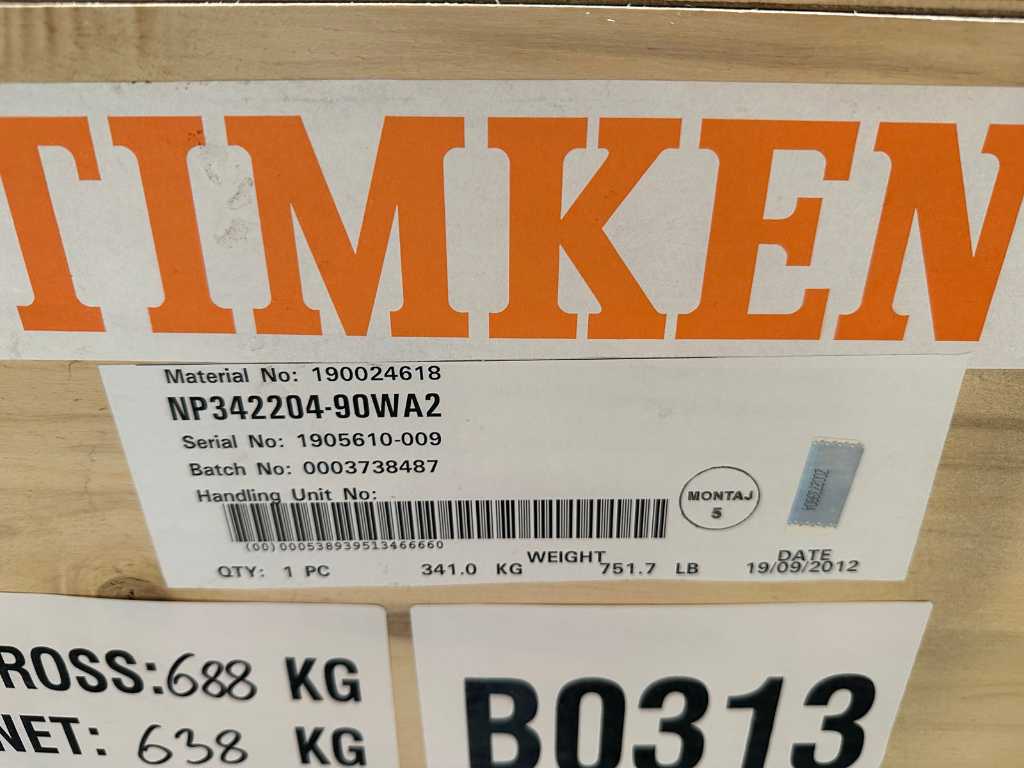 TIMKEN
Material No: 190024618
NP342204-90WA2
Serial No: 1905610-009
Batch No: 0003738487
Handling Unit No:
MONTAJ
5
(00)000538939513466660
WEIGHT
DATE
QTY: 1 PC 341.0 KG 751.7 LB 19/09/2012
ROSS: 688 KG
NET: 638 KG
B0313